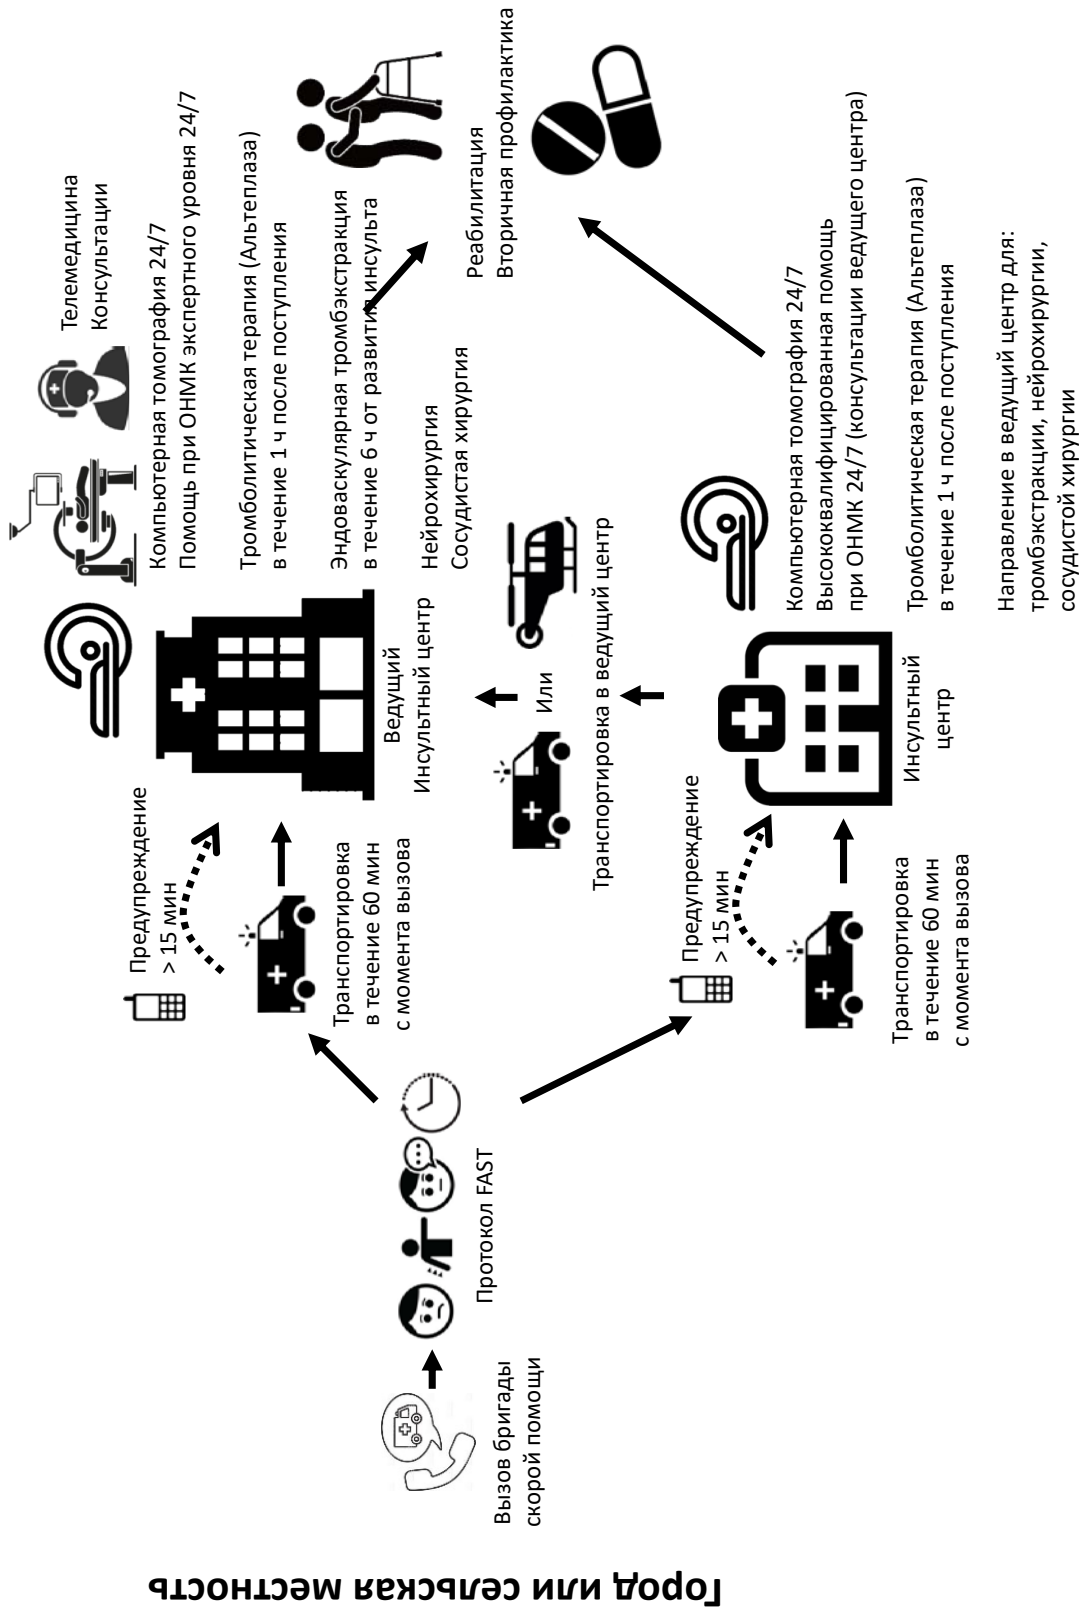 Город или сельская местность
Вызов бригады
скорой помощи
Протокол FAST
Предупреждение
> 15 мин
Транспортировка
в течение 60 мин
с момента вызова
Ведущий
Инсультный центр
Телемедицина
Консультации
Компьютерная томография 24/7
Помощь при ОНМК экспертного уровня 24/7
Тромболитическая терапия (Альтеплаза)
в течение 1 ч после поступления
Эндоваскулярная тромбэкстракция
в течение 6 ч от развития инсульта
Нейрохирургия
Сосудистая хирургия
Или
Транспортировка в ведущий центр
Предупреждение
> 15 мин
Транспортировка
в течение 60 мин
с момента вызова
Инсультный
центр
Компьютерная томография 24/7
Высококвалифицированная помощь
при ОНМК 24/7 (консультации ведущего центра)
Тромболитическая терапия (Альтеплаза)
в течение 1 ч после поступления
Направление в ведущий центр для:
тромбэкстракции, нейрохирургии,
сосудистой хирургии
Реабилитация
Вторичная профилактика